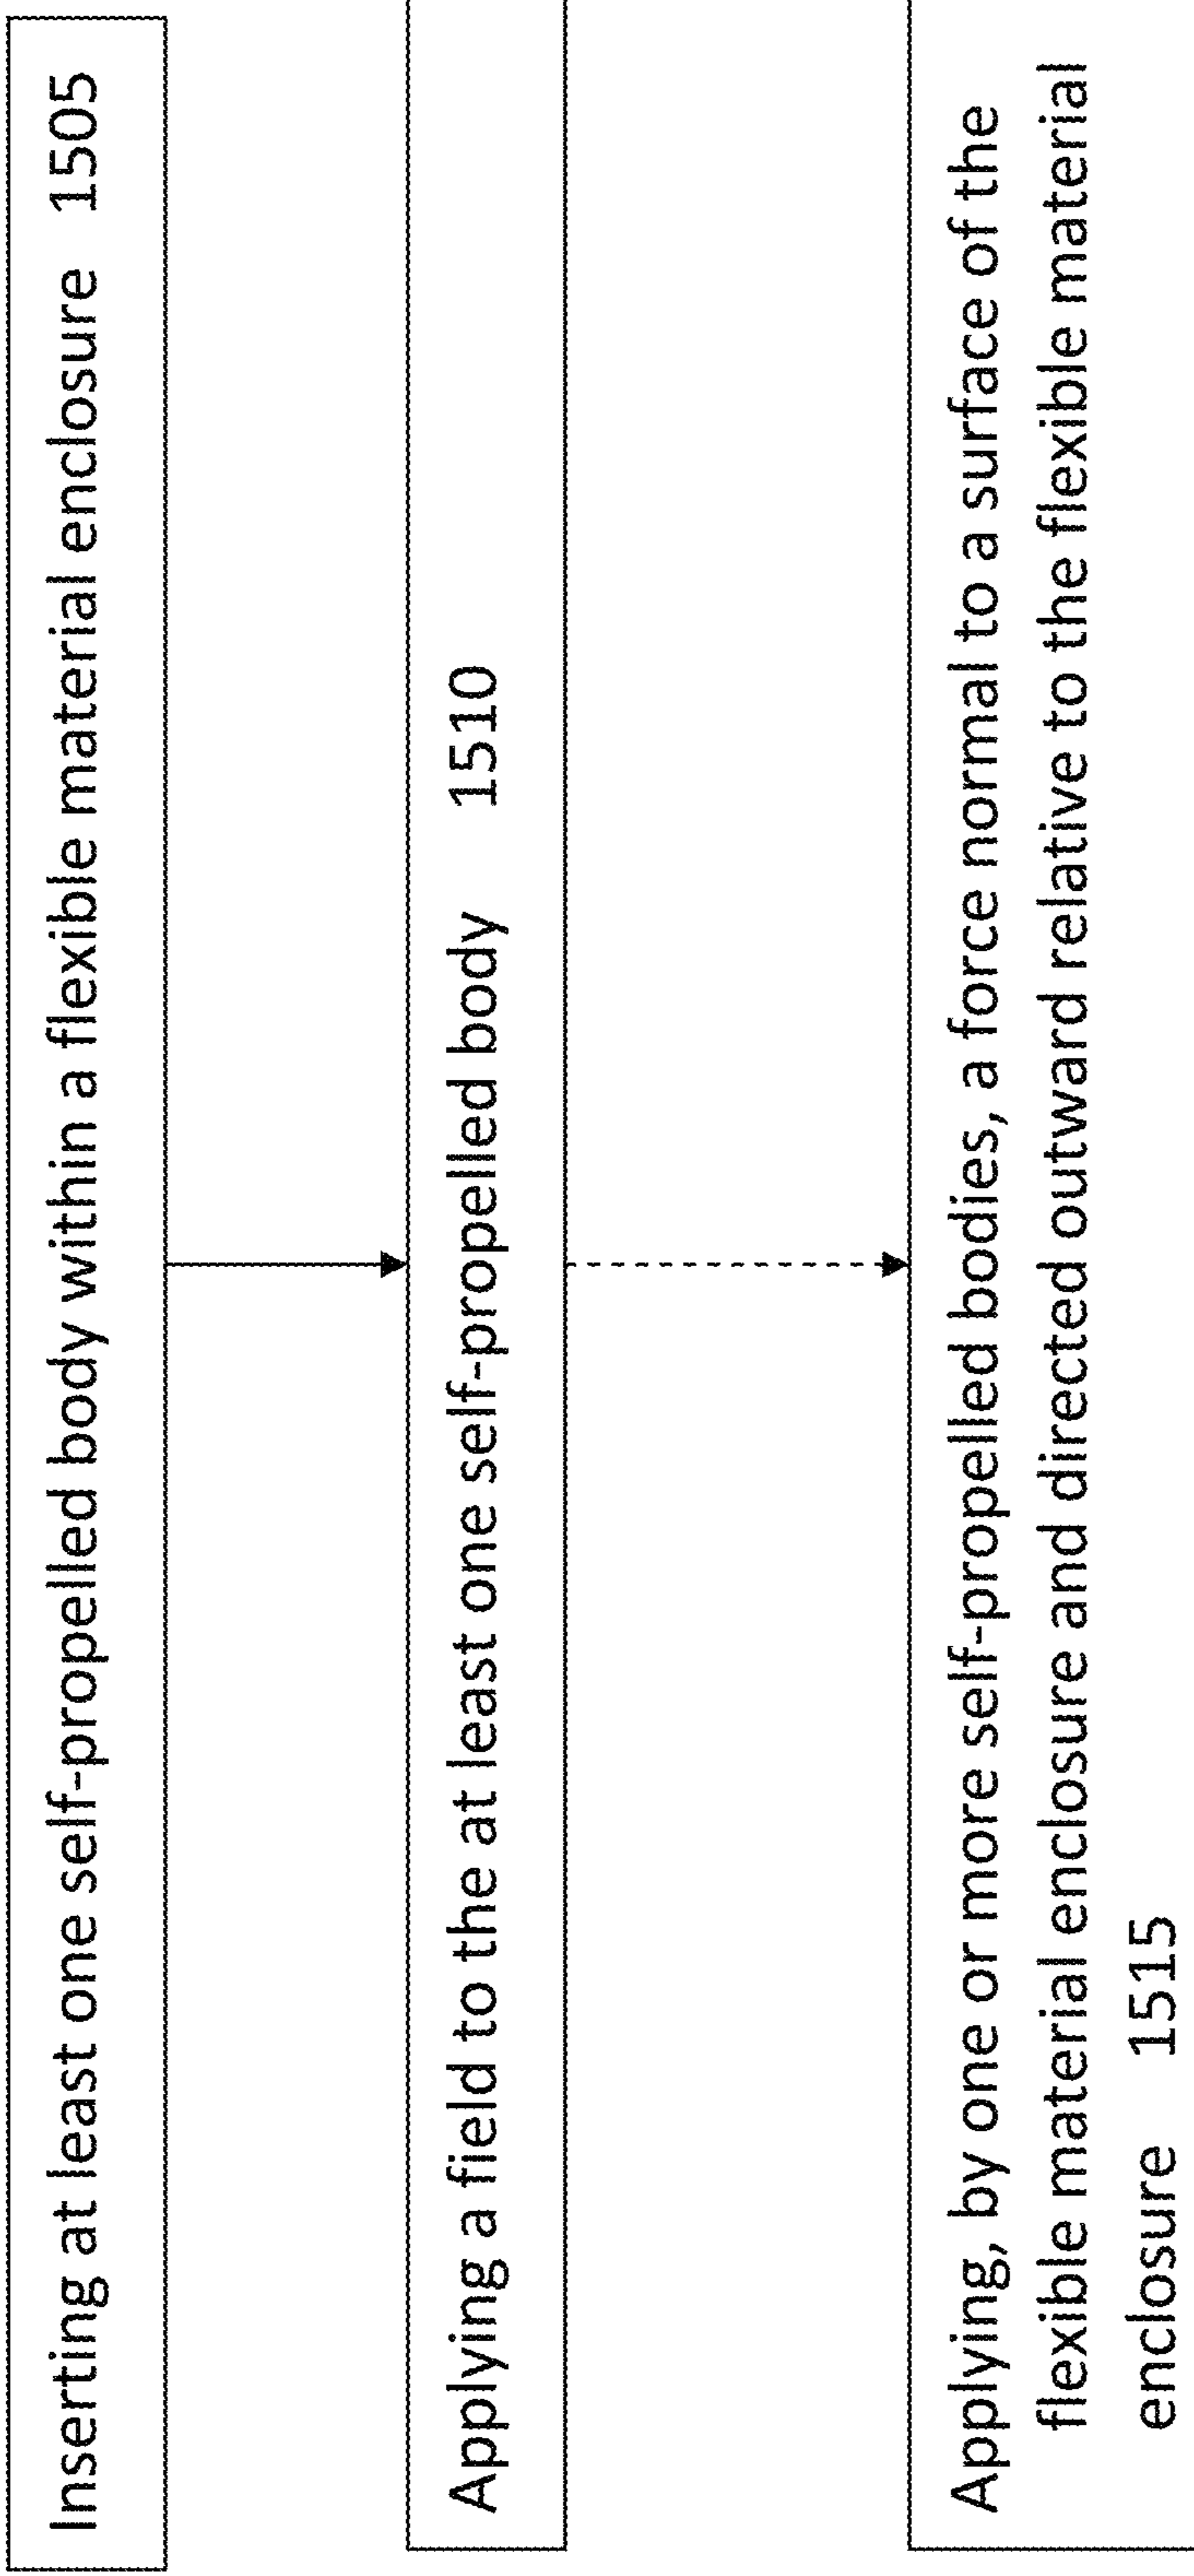 Inserting at least one self-propelled body within a flexible material enclosure 1505
Applying a field to the at least one self-propelled body 1510
Applying, by one or more self-propelled bodies, a force normal to a surface of the
flexible material enclosure and directed outward relative to the flexible material
enclosure 1515